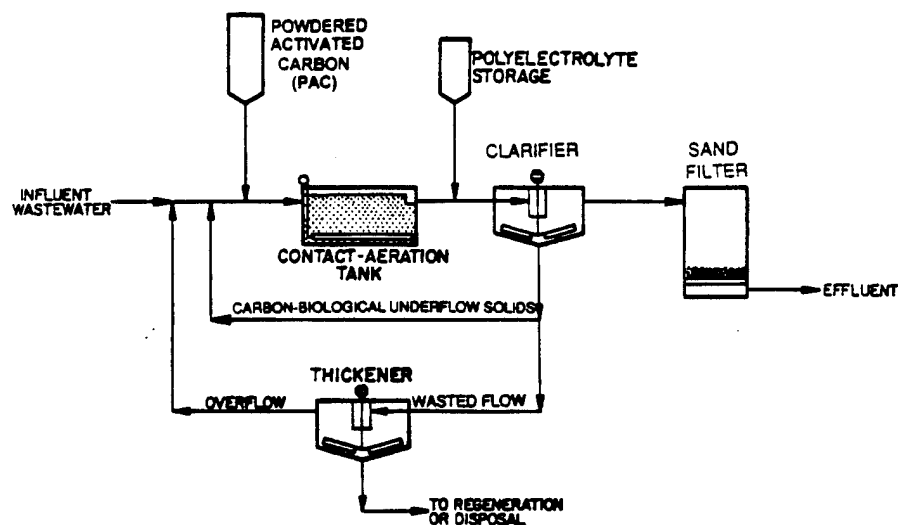 POWDERED
ACTIVATED
CARBON
(PAC)
POLYELECTROLYTE
STORAGE
CLARIFIER
SAND
FILTER
INFLUENT
WASTEWATER
CONTACT-AERATION
TANK
EFFLUENT
CARBON-BIOLOGICAL UNDERFLOW SOLIDS
THICKENER
OVERFLOW
WASTED FLOW
TO REGENERATION
OR DISPOSAL